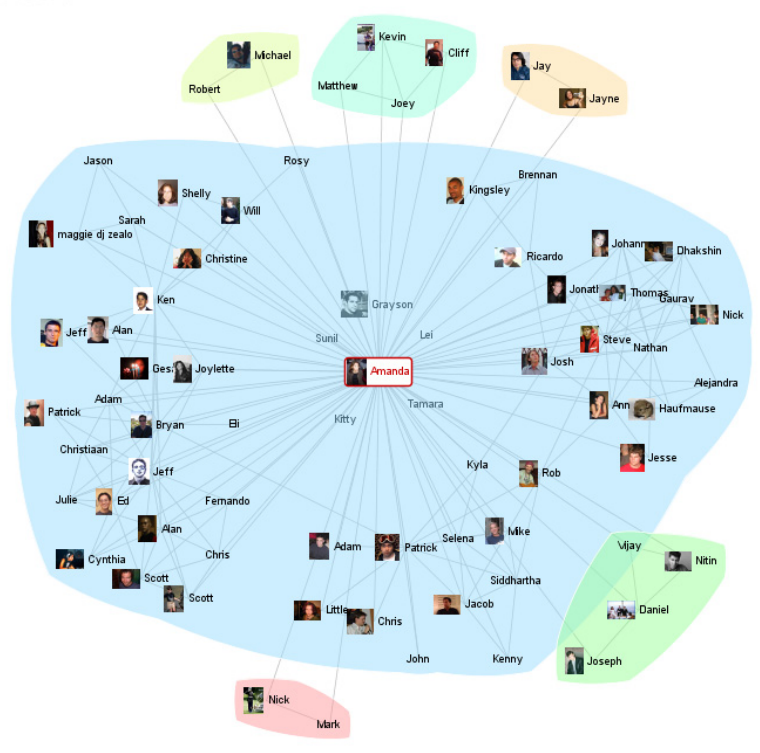 Michael
Robert
Kevin
Cliff
Matthew
Joey
Jay
Jayne
Jason
Rosy
Brennan
Kingsley
Shelly
Will
Sarah
maggie dj zealo
Christine
Ricardo
Johann
Dhakshin
Ken
Grayson
Jonath
Thomas
Gaurav
Nick
Jeff
Alan
Sunil
Lei
Steve
Nathan
Gesa
Joylette
Amanda
Josh
Alejandra
Adam
Patrick
Bryan
Eli
Kitty
Tamara
Ann
Haufmause
Christiaan
Jeff
Kyla
Rob
Jesse
Julie
Ed
Fernando
Alan
Chris
Cynthia
Scott
Scott
Adam
Patrick
Selena
Mike
Siddhartha
Little
Chris
Jacob
John
Kenny
Vijay
Nitin
Daniel
Joseph
Nick
Mark